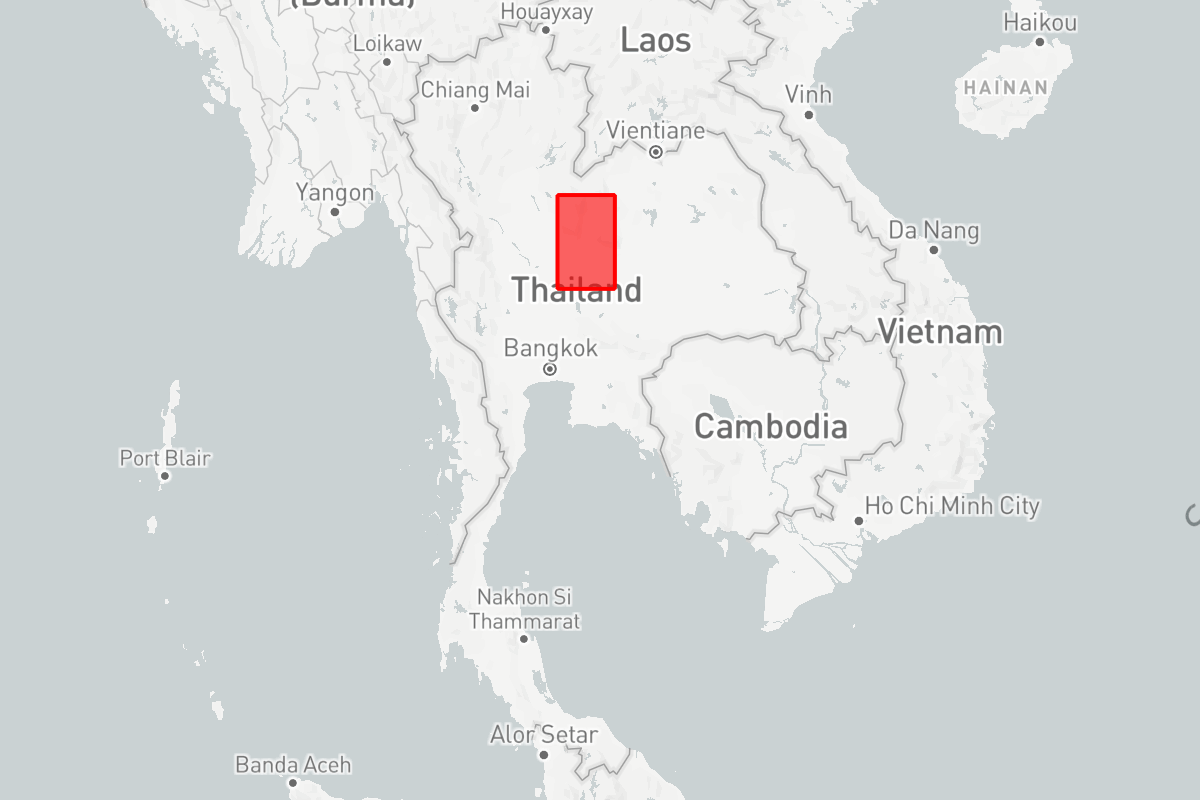 (Burma)
Houayxay
Haikou
Loikaw
Laos
Chiang Mai
HAINAN
Vinh
Vientiane
Yangon
Da Nang
Thailand
Vietnam
Bangkok
Cambodia
Port Blair
Ho Chi Minh City
Nakhon Si
Thammarat
Alor Setar
Banda Aceh